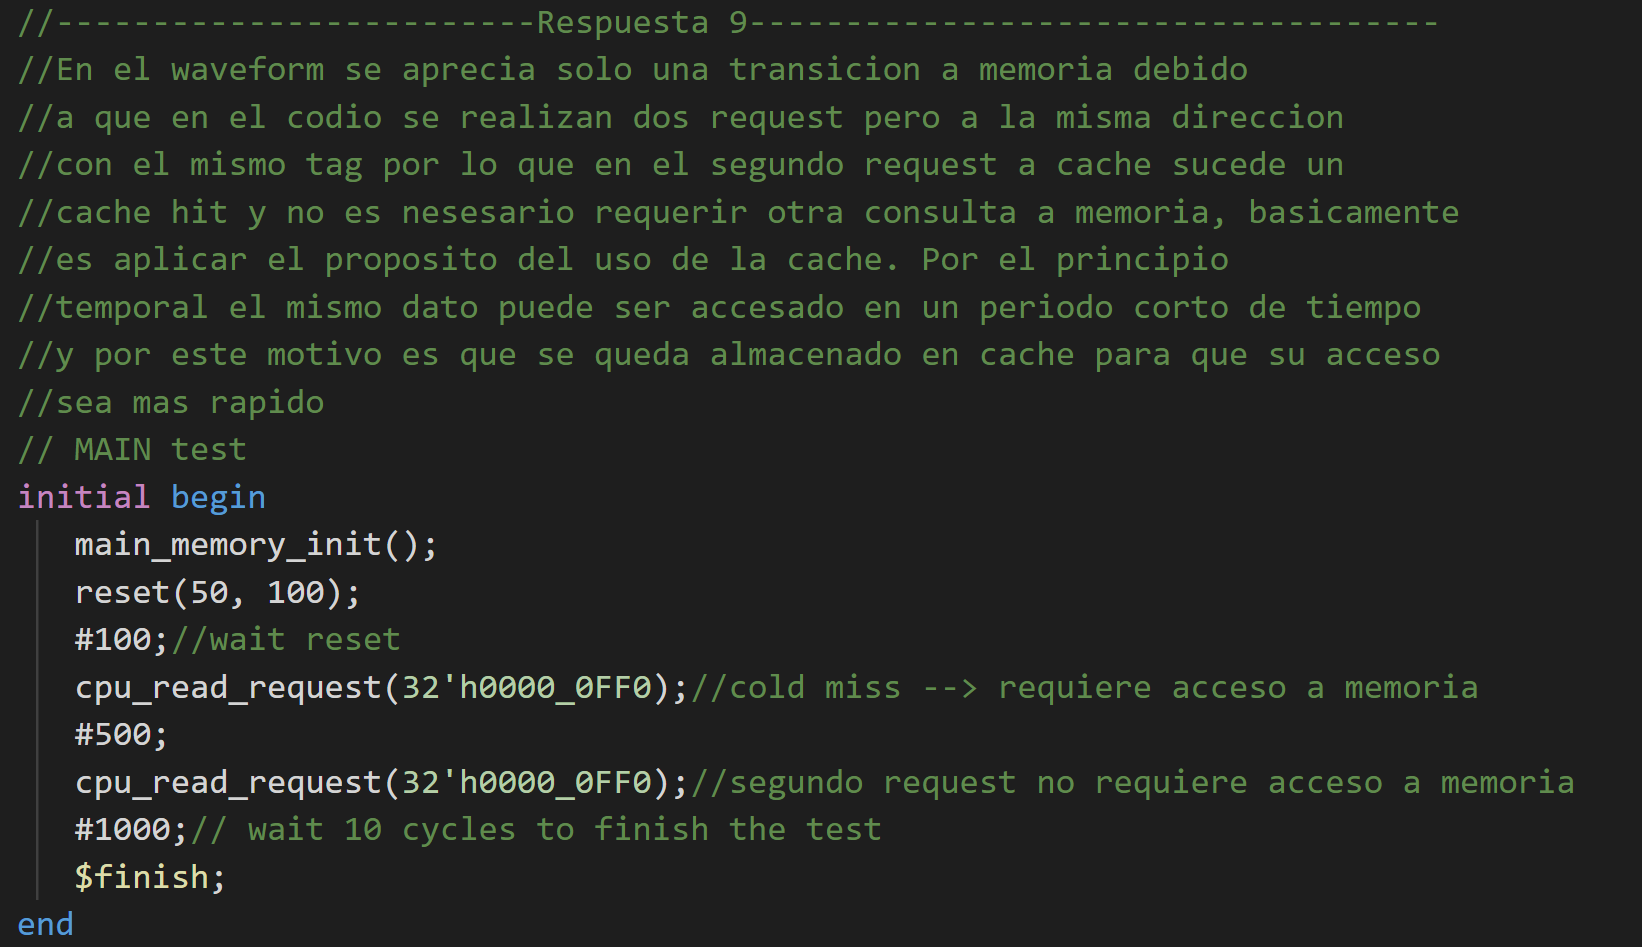 //-------------------------Respuesta 9------------------------------------
//En el waveform se aprecia solo una transicion a memoria debido
//a que en el codio se realizan dos request pero a la misma direccion
//con el mismo tag por lo que en el segundo request a cache sucede un
//cache hit y no es nesesario requerir otra consulta a memoria, basicamente
//es aplicar el proposito del uso de la cache. Por el principio
//temporal el mismo dato puede ser accesado en un periodo corto de tiempo
//y por este motivo es que se queda almacenado en cache para que su acceso
//sea mas rapido
// MAIN test
initial begin
main_memory_init();
reset(50, 100);
#100;//wait reset
cpu_read_request(32'h0000_0FF0);//cold miss --> requiere acceso a memoria
#500;
cpu_read_request(32'h0000_0FF0);//segundo request no requiere acceso a memoria
#1000;// wait 10 cycles to finish the test
$finish;
end